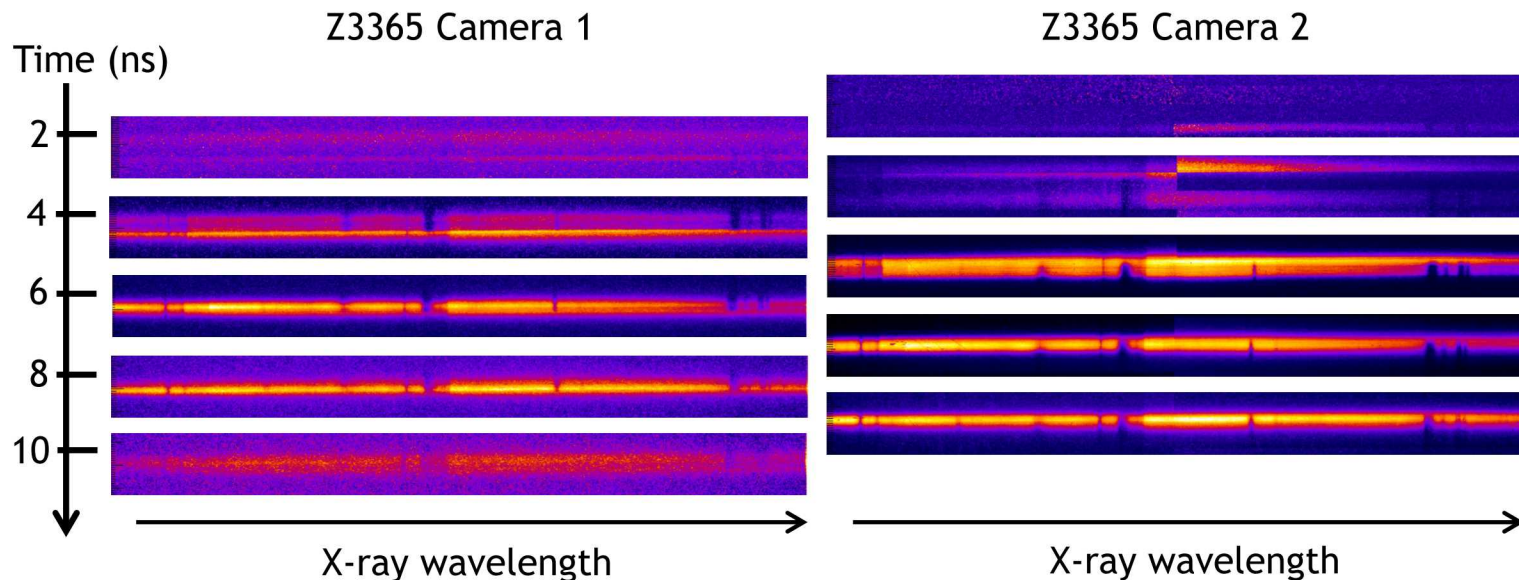 Z3365 Camera 1
Z3365 Camera 2
Time (ns)
2
4
6
8
10
X-ray wavelength
X-ray wavelength